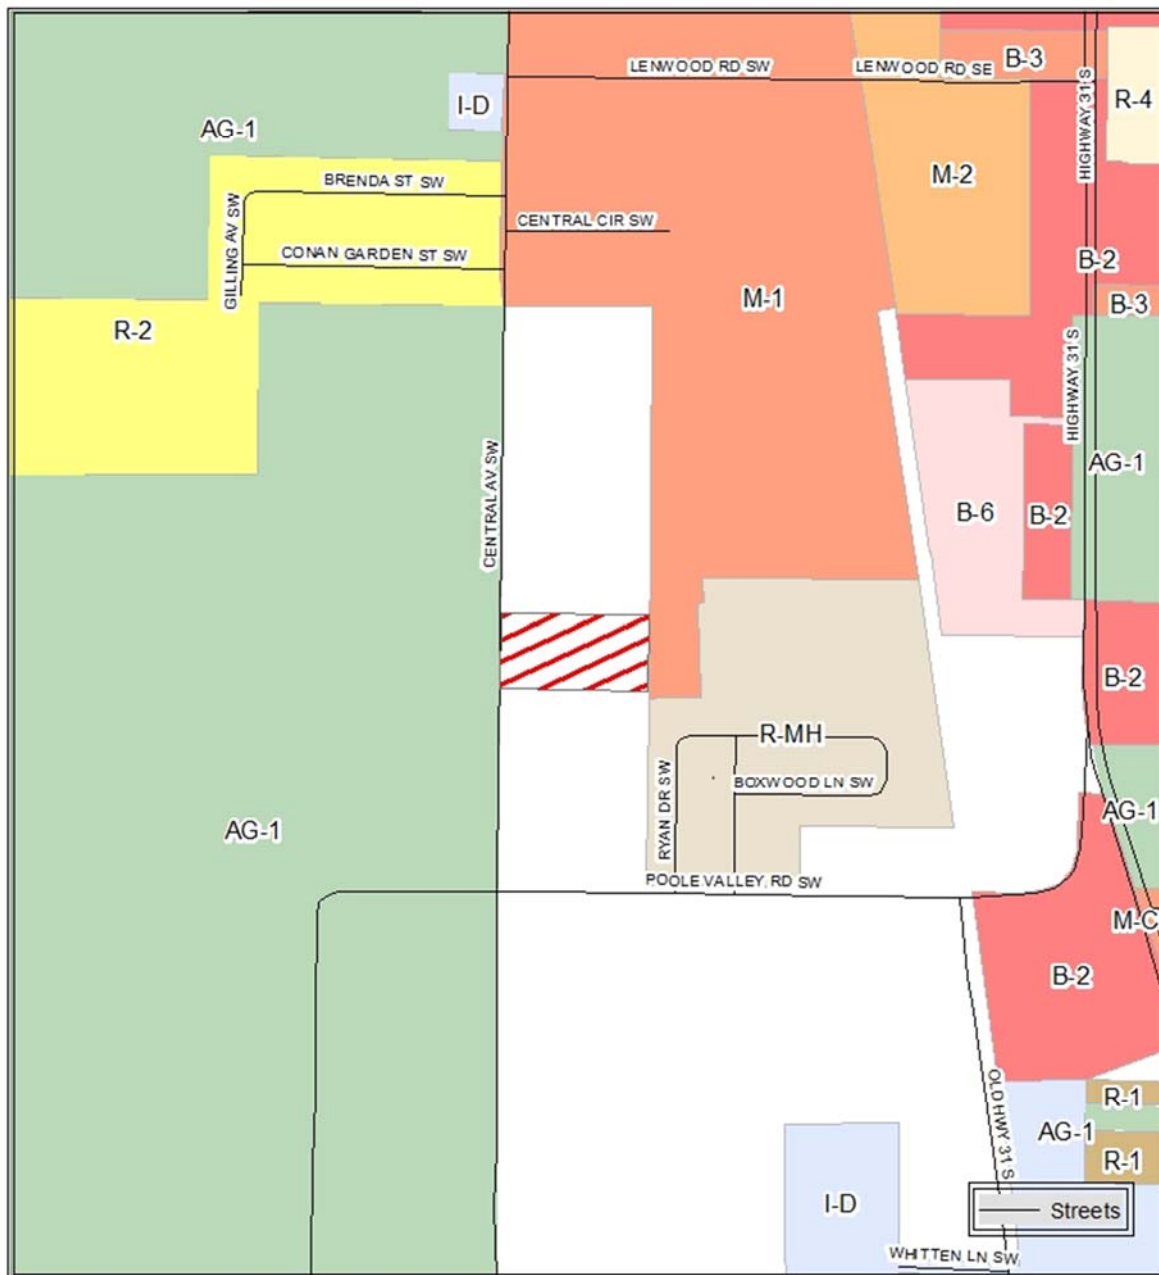 LENWOOD RD SW
LENWOOD RD SE
B-3
HIGHWAY 31 S
R-4
I-D
AG-1
M-2
BRENDA ST SW
GILLING AV SW
CENTRAL CIR SW
CONAN GARDEN ST SW
B-2
M-1
B-3
R-2
HIGHWAY 31 S
CENTRAL AV SW
AG-1
B-6
B-2
B-2
R-MH
BOXWOOD LN SW
RYAN DR SW
AG-1
AG-1
POOLE VALLEY RD SW
M-C
B-2
OLD HWY 31 S
R-1
AG-1
R-1
I-D
Streets
WHITTEN LN SW